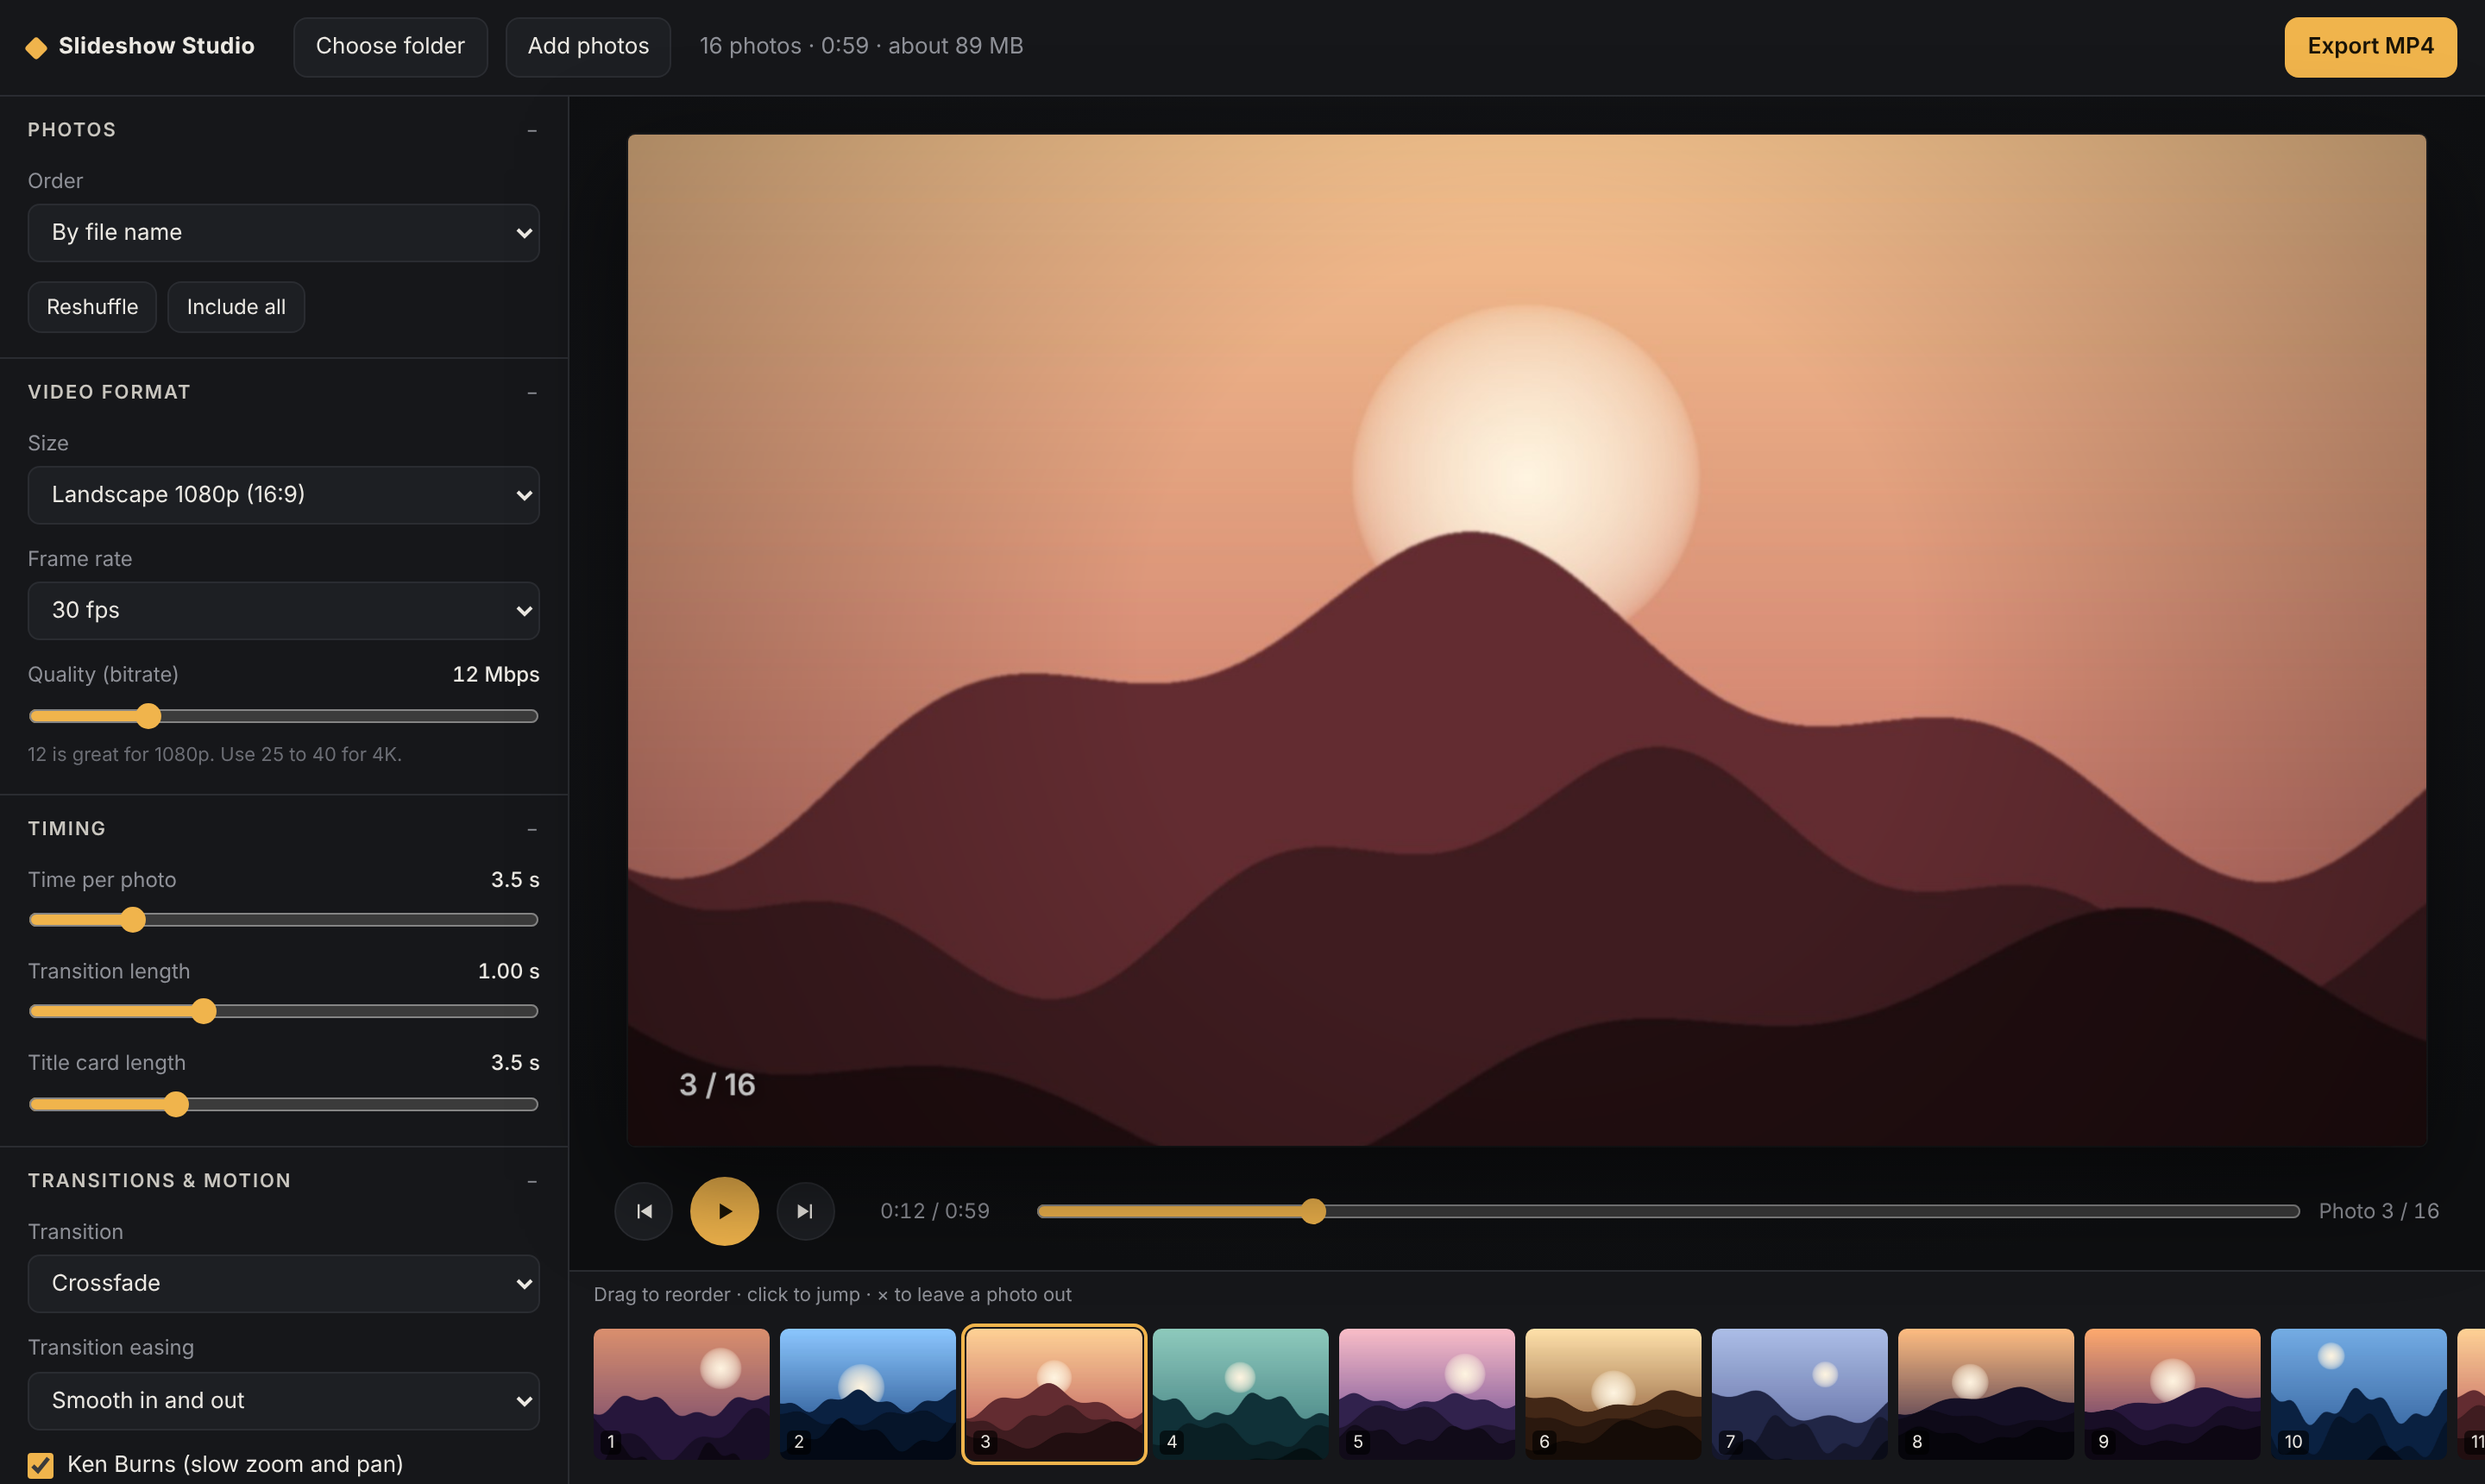 Slideshow Studio
Choose folder
Add photos
16 photos · 0:59 · about 89 MB
Export MP4
PHOTOS
Order
By file name
Reshuffle
Include all
VIDEO FORMAT
Size
Landscape 1080p (16:9)
Frame rate
30 fps
Quality (bitrate) 12 Mbps
12 is great for 1080p. Use 25 to 40 for 4K.
TIMING
Time per photo 3.5 s
Transition length 1.00 s
Title card length 3.5 s
TRANSITIONS & MOTION
Transition
Crossfade
Transition easing
Smooth in and out
Ken Burns (slow zoom and pan)
3 / 16
0:12 / 0:59
Photo 3 / 16
Drag to reorder · click to jump · × to leave a photo out
1
2
3
4
5
6
7
8
9
10
11